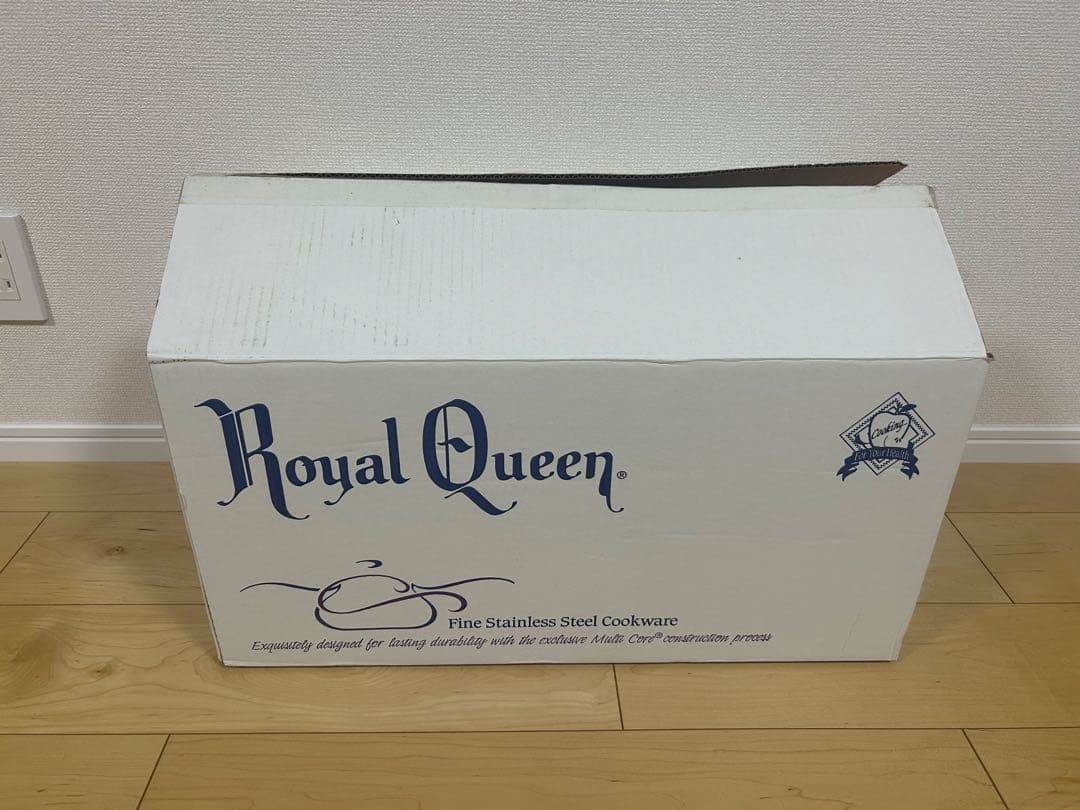 Royal Queen®
Cooking
For Your Health
Fine Stainless Steel Cookware
Exquisitely designed for lasting durability with the exclusive Multi Core® construction process